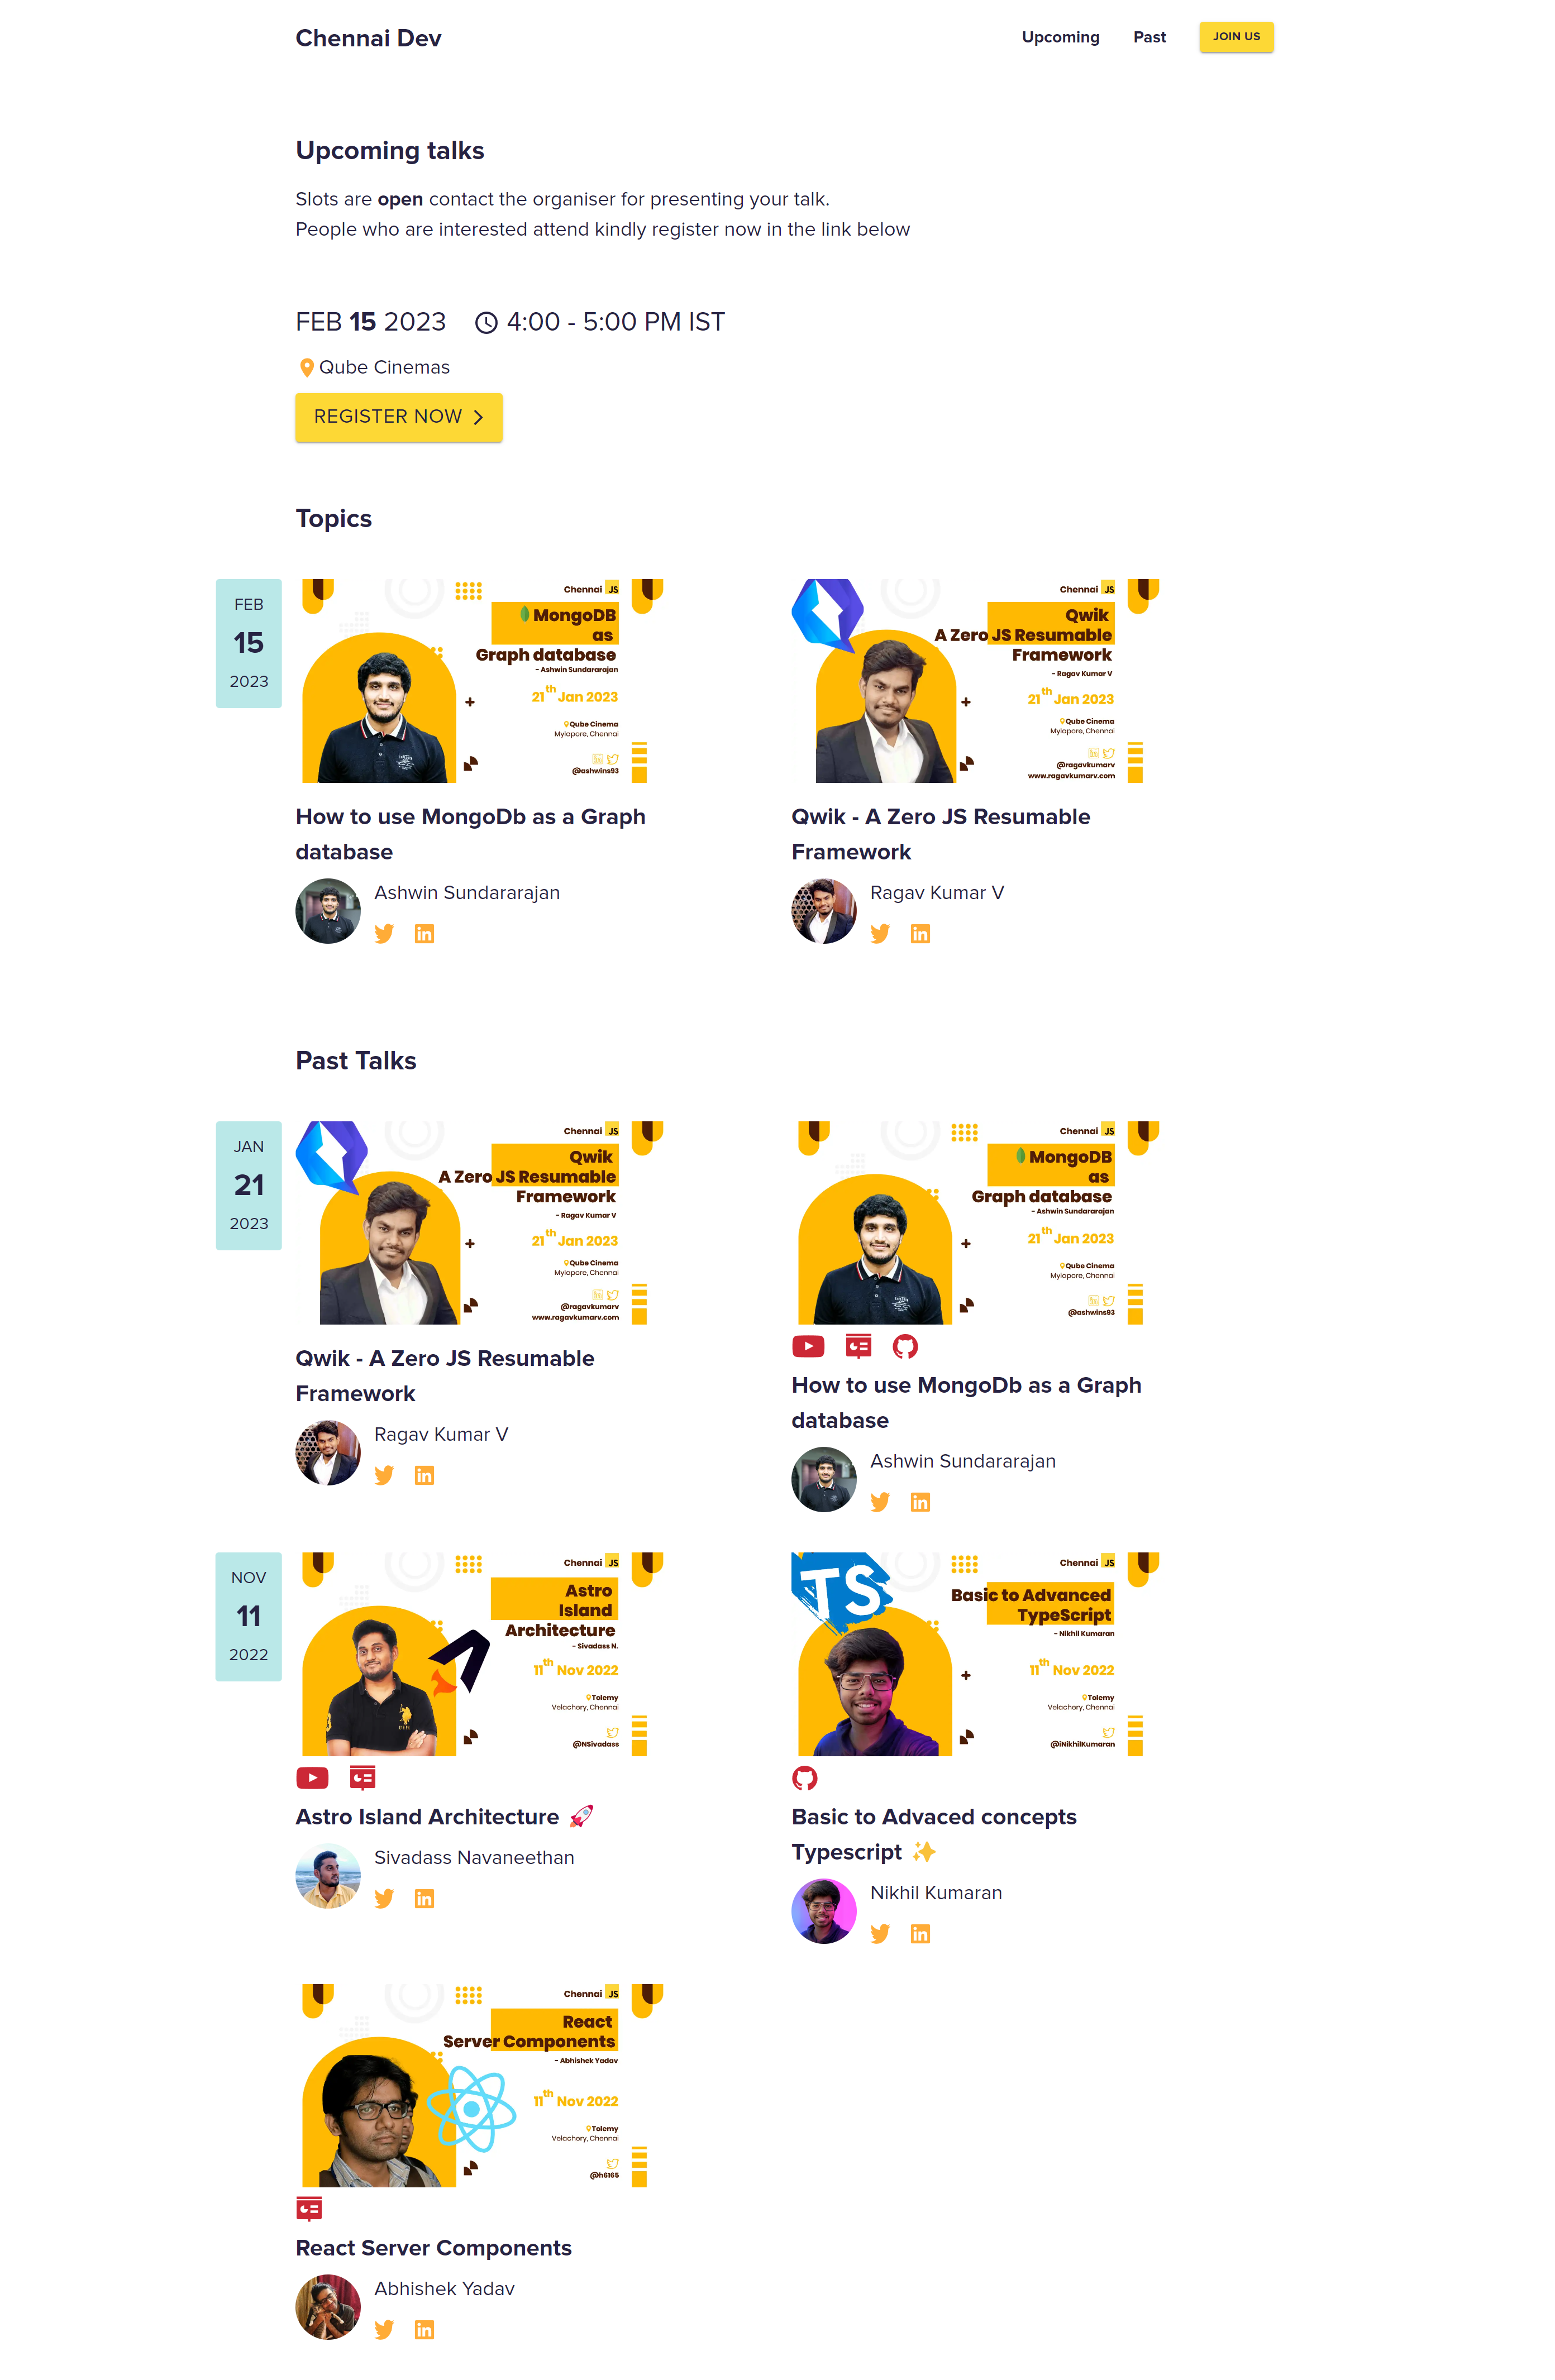 Chennai Dev
Upcoming
Past
JOIN US
Upcoming talks
Slots are open contact the organiser for presenting your talk.
People who are interested attend kindly register now in the link below
FEB 15 2023
4:00 - 5:00 PM IST
Qube Cinemas
REGISTER NOW
Topics
FEB
15
2023
Chennai JS
MongoDB
as
Graph database
- Ashwin Sundararajan
21th Jan 2023
Qube Cinema
Mylapore, Chennai
@ashwins93
How to use MongoDb as a Graph
database
Ashwin Sundararajan
Chennai JS
Qwik
A Zero JS Resumable
Framework
- Ragav Kumar V
21th Jan 2023
Qube Cinema
Mylapore, Chennai
@ragavkumarv
www.ragavkumarv.com
Qwik - A Zero JS Resumable
Framework
Ragav Kumar V
Past Talks
JAN
21
2023
Chennai JS
Qwik
A Zero JS Resumable
Framework
- Ragav Kumar V
21th Jan 2023
Qube Cinema
Mylapore, Chennai
@ragavkumarv
www.ragavkumarv.com
Qwik - A Zero JS Resumable
Framework
Ragav Kumar V
Chennai JS
MongoDB
as
Graph database
- Ashwin Sundararajan
21th Jan 2023
Qube Cinema
Mylapore, Chennai
@ashwins93
How to use MongoDb as a Graph
database
Ashwin Sundararajan
NOV
11
2022
Chennai JS
Astro
Island
Architecture
- Sivadass N.
11th Nov 2022
Tolemy
Velachery, Chennai
@NSivadass
Astro Island Architecture 🚀
Sivadass Navaneethan
TS
Chennai JS
Basic to Advanced
TypeScript
- Nikhil Kumaran
11th Nov 2022
Tolemy
Velachery, Chennai
@iNikhilKumaran
Basic to Advaced concepts
Typescript ✨
Nikhil Kumaran
Chennai JS
React
Server Components
- Abhishek Yadav
11th Nov 2022
Tolemy
Velachery, Chennai
@h6165
React Server Components
Abhishek Yadav